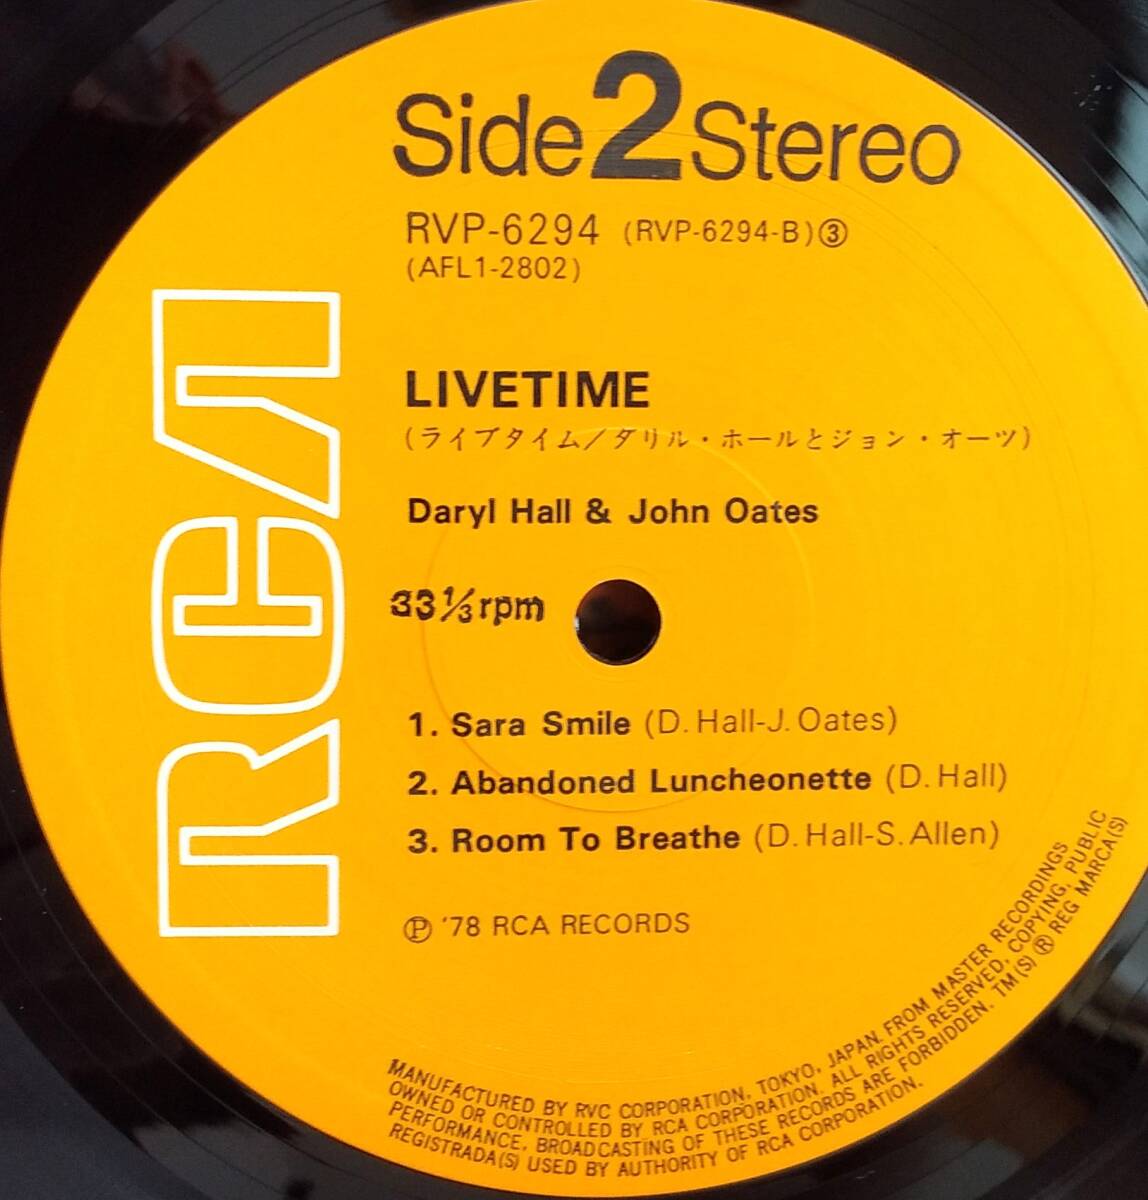 Side 2 Stereo
RVP-6294 (RVP-6294-B)③
(AFL1-2802)
RCA
LIVETIME
(ライブタイム/ダリル・ホールとジョン・オーツ)
Daryl Hall & John Oates
33 1/3 rpm
1. Sara Smile (D. Hall-J. Oates)
2. Abandoned Luncheonette (D. Hall)
3. Room To Breathe (D. Hall-S. Allen)
Ⓟ '78 RCA RECORDS
MANUFACTURED BY RVC CORPORATION, TOKYO, JAPAN. FROM MASTER RECORDINGS
OWNED OR CONTROLLED BY RCA CORPORATION. ALL RIGHTS RESERVED, COPYING, PUBLIC
PERFORMANCE, BROADCASTING OF THESE RECORDS ARE FORBIDDEN. TM(S) ® REG MARCA(S)
REGISTRADA(S) USED BY AUTHORITY OF RCA CORPORATION.